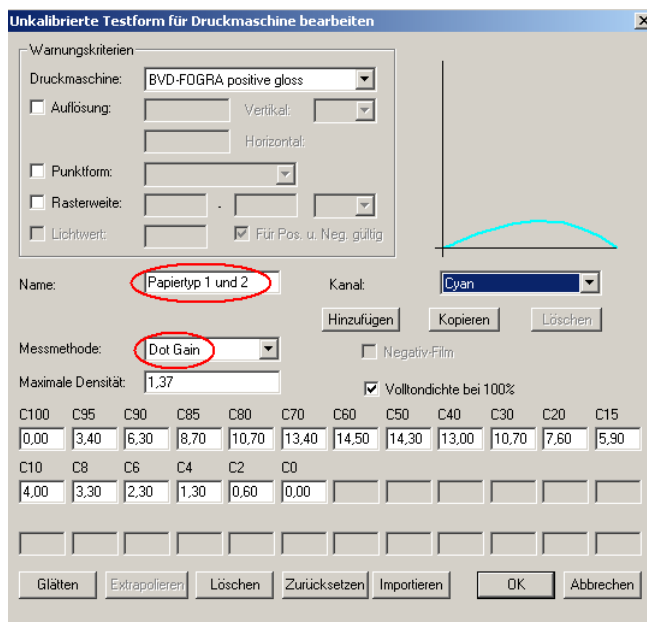 Unkalibrierte Testform für Druckmaschine bearbeiten
Warnungskriterien
Druckmaschine: BVD-FOGRA positive gloss
Auflösung: Vertikal:
Horizontal:
Punktform:
Rasterweite: .
Lichtwert: Für Pos. u. Neg. gültig
Name: Papiertyp 1 und 2 Kanal: Cyan
Hinzufügen Kopieren Löschen
Messmethode: Dot Gain Negativ-Film
Maximale Densität: 1,37 Volltondichte bei 100%
C100 C95 C90 C85 C80 C70 C60 C50 C40 C30 C20 C15
0,00 3,40 6,30 8,70 10,70 13,40 14,50 14,30 13,00 10,70 7,60 5,90
C10 C8 C6 C4 C2 C0
4,00 3,30 2,30 1,30 0,60 0,00
Glätten Extrapolieren Löschen Zurücksetzen Importieren OK Abbrechen